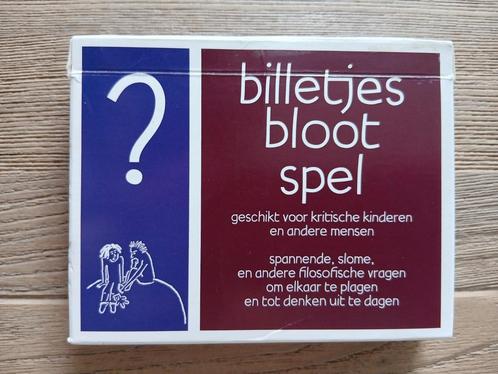 ?
billetjes
bloot
spel
geschikt voor kritische kinderen
en andere mensen
spannende, slome,
en andere filosofische vragen
om elkaar te plagen
en tot denken uit te dagen